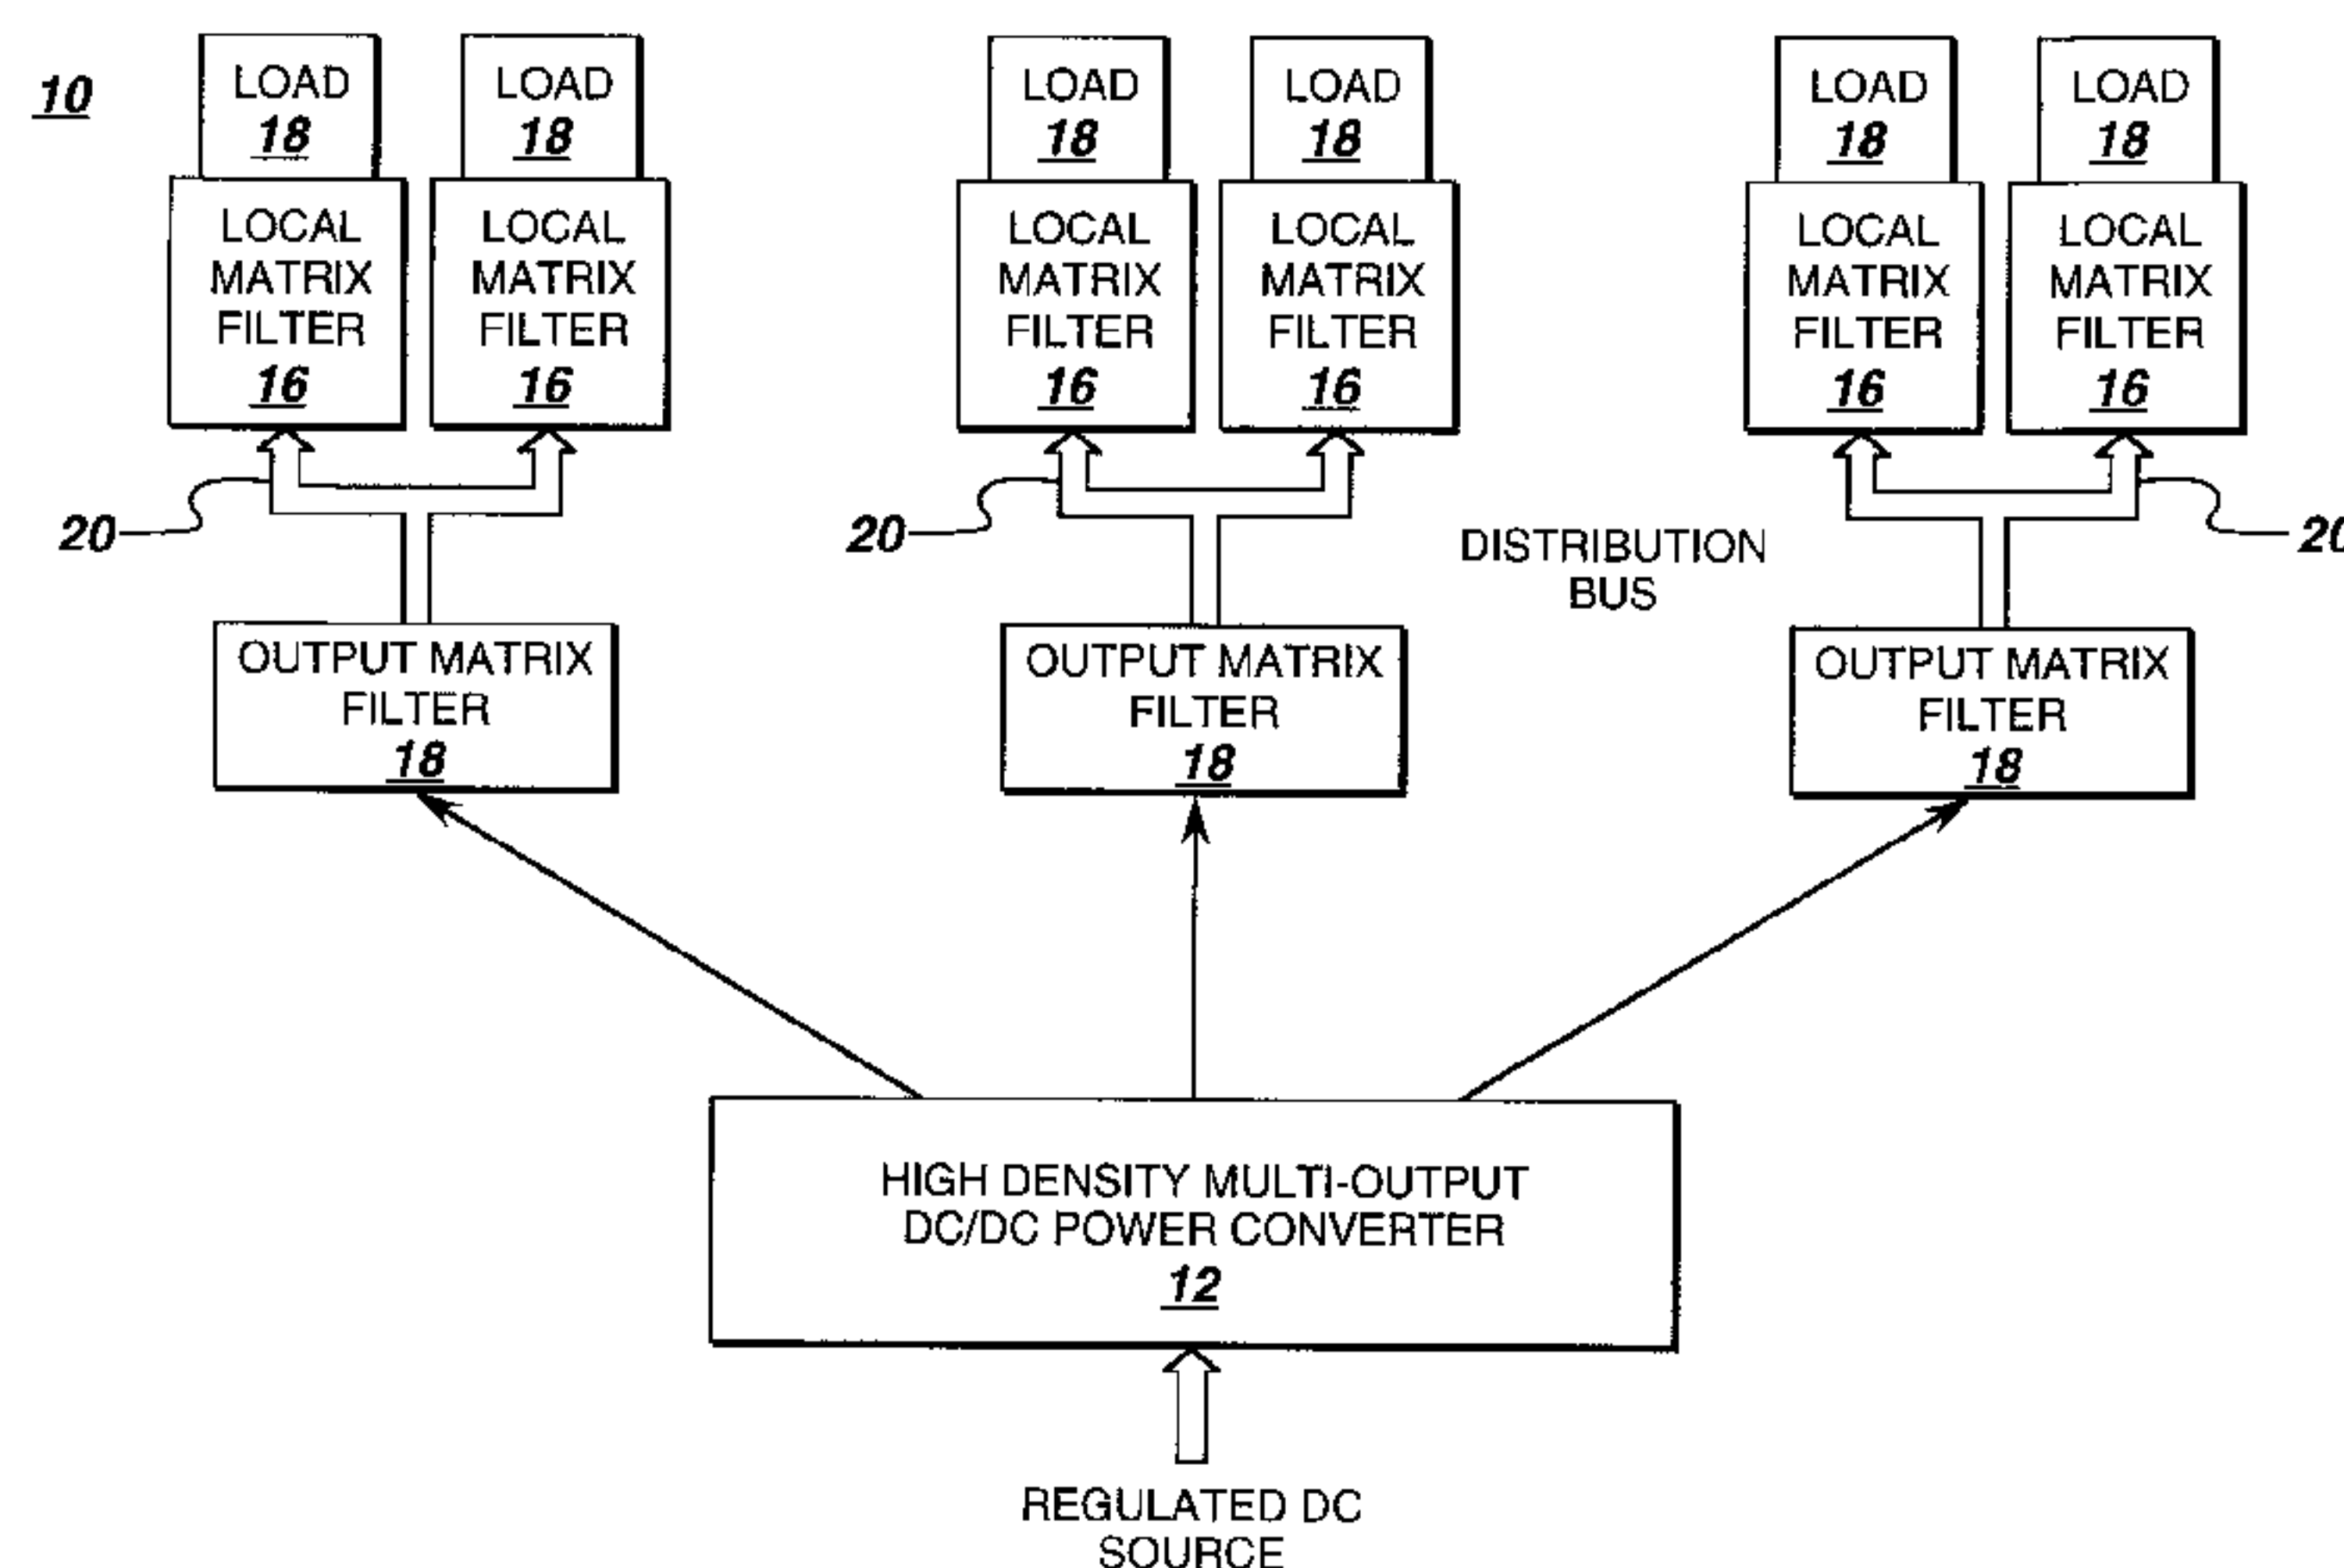 10
LOAD
18
LOAD
18
LOAD
18
LOAD
18
LOAD
18
LOAD
18
LOCAL
MATRIX
FILTER
16
LOCAL
MATRIX
FILTER
16
LOCAL
MATRIX
FILTER
16
LOCAL
MATRIX
FILTER
16
LOCAL
MATRIX
FILTER
16
LOCAL
MATRIX
FILTER
16
20
20
DISTRIBUTION
BUS
20
OUTPUT MATRIX
FILTER
18
OUTPUT MATRIX
FILTER
18
OUTPUT MATRIX
FILTER
18
HIGH DENSITY MULTI-OUTPUT
DC/DC POWER CONVERTER
12
REGULATED DC
SOURCE